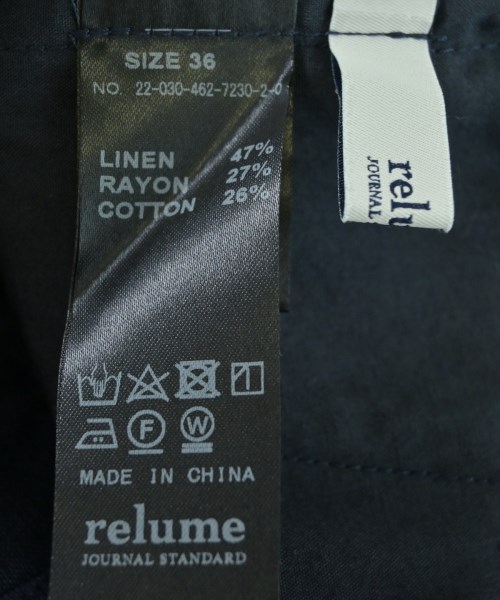 SIZE 36
NO. 22-030-462-7230-2-0
LINEN 47%
RAYON 27%
COTTON 26%
F W
MADE IN CHINA
relume
JOURNAL STANDARD
relu
JOURNAL